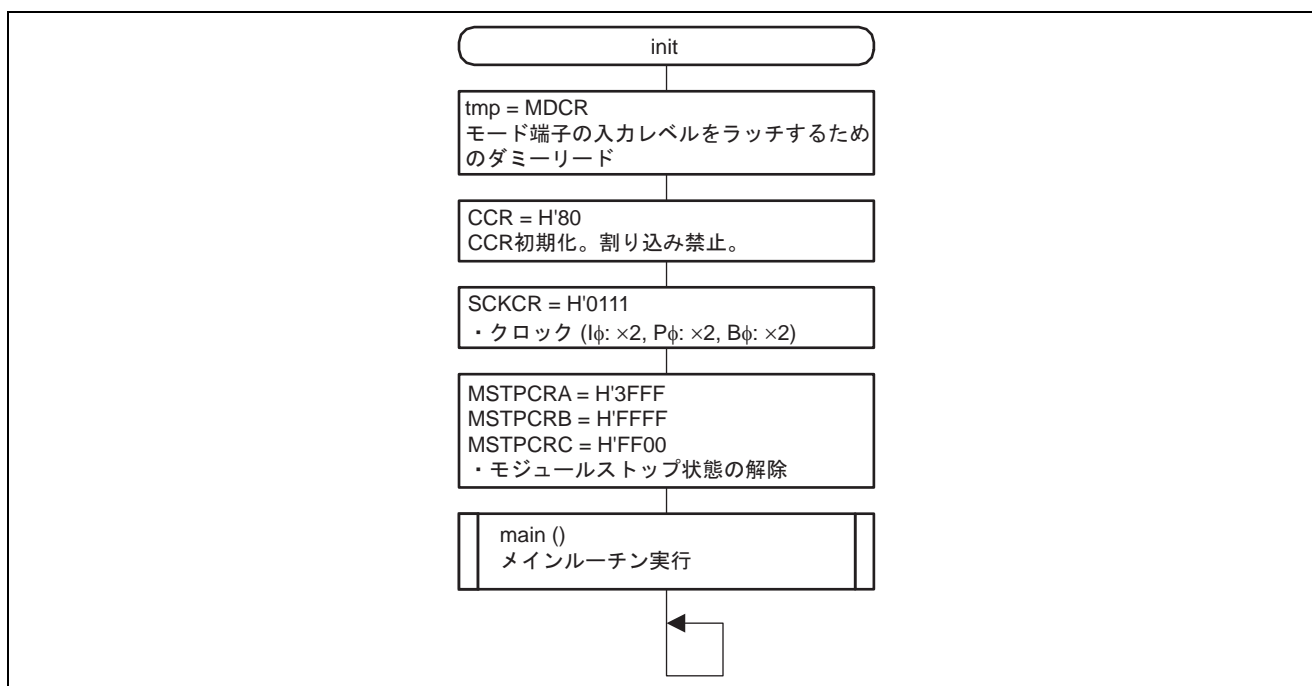 init
tmp = MDCR
モード端子の入力レベルをラッチするため
のダミーリード
CCR = H'80
CCR初期化。割り込み禁止。
SCKCR = H'0111
・クロック (Iφ: ×2, Pφ: ×2, Bφ: ×2)
MSTPCRA = H'3FFF
MSTPCRB = H'FFFF
MSTPCRC = H'FF00
・モジュールストップ状態の解除
main ()
メインルーチン実行